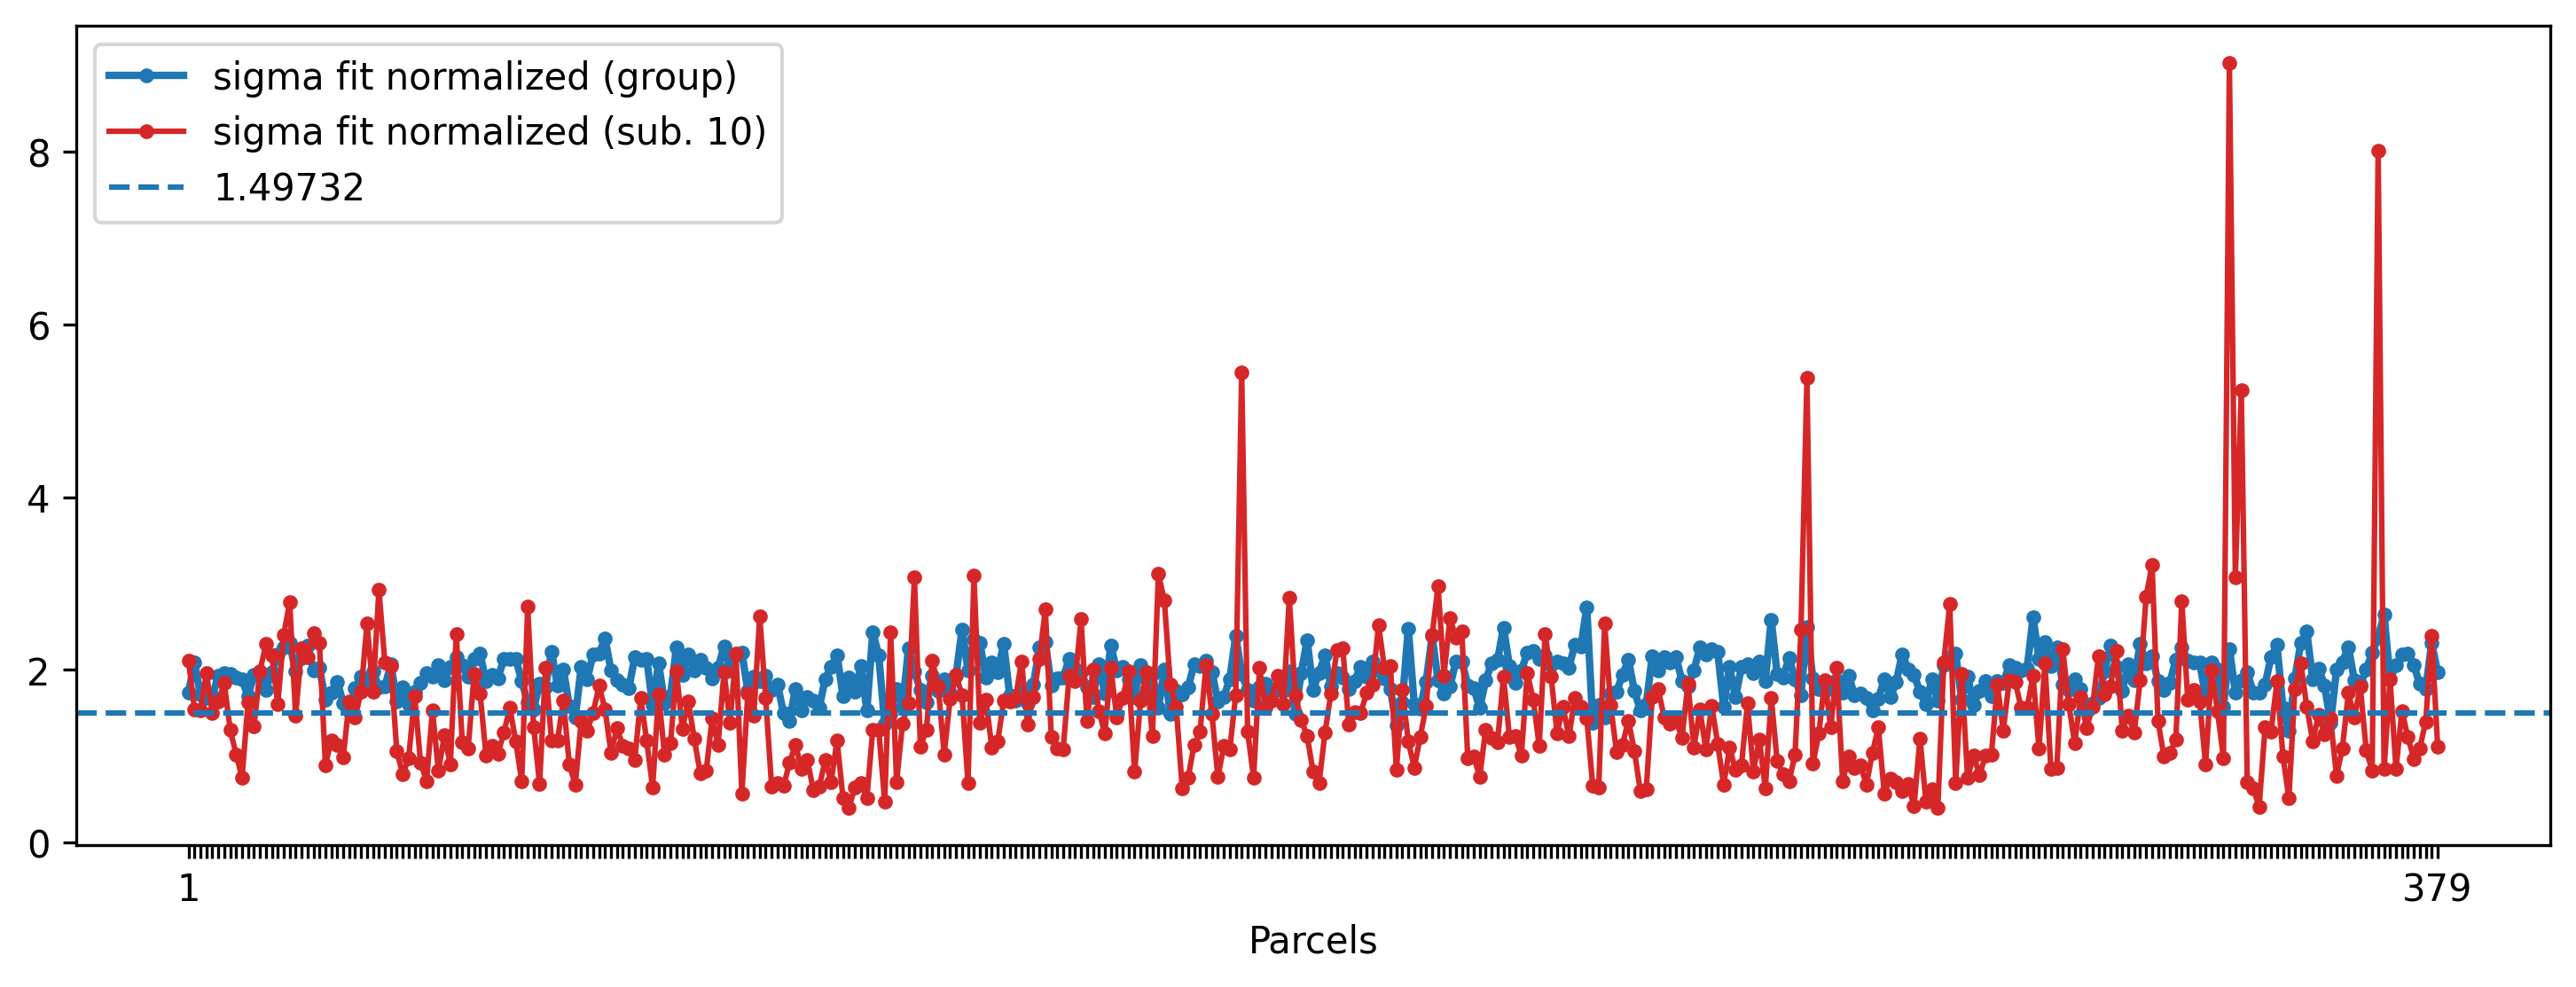 sigma fit normalized (group)
sigma fit normalized (sub. 10)
1.49732
8
6
4
2
0
1
379
Parcels